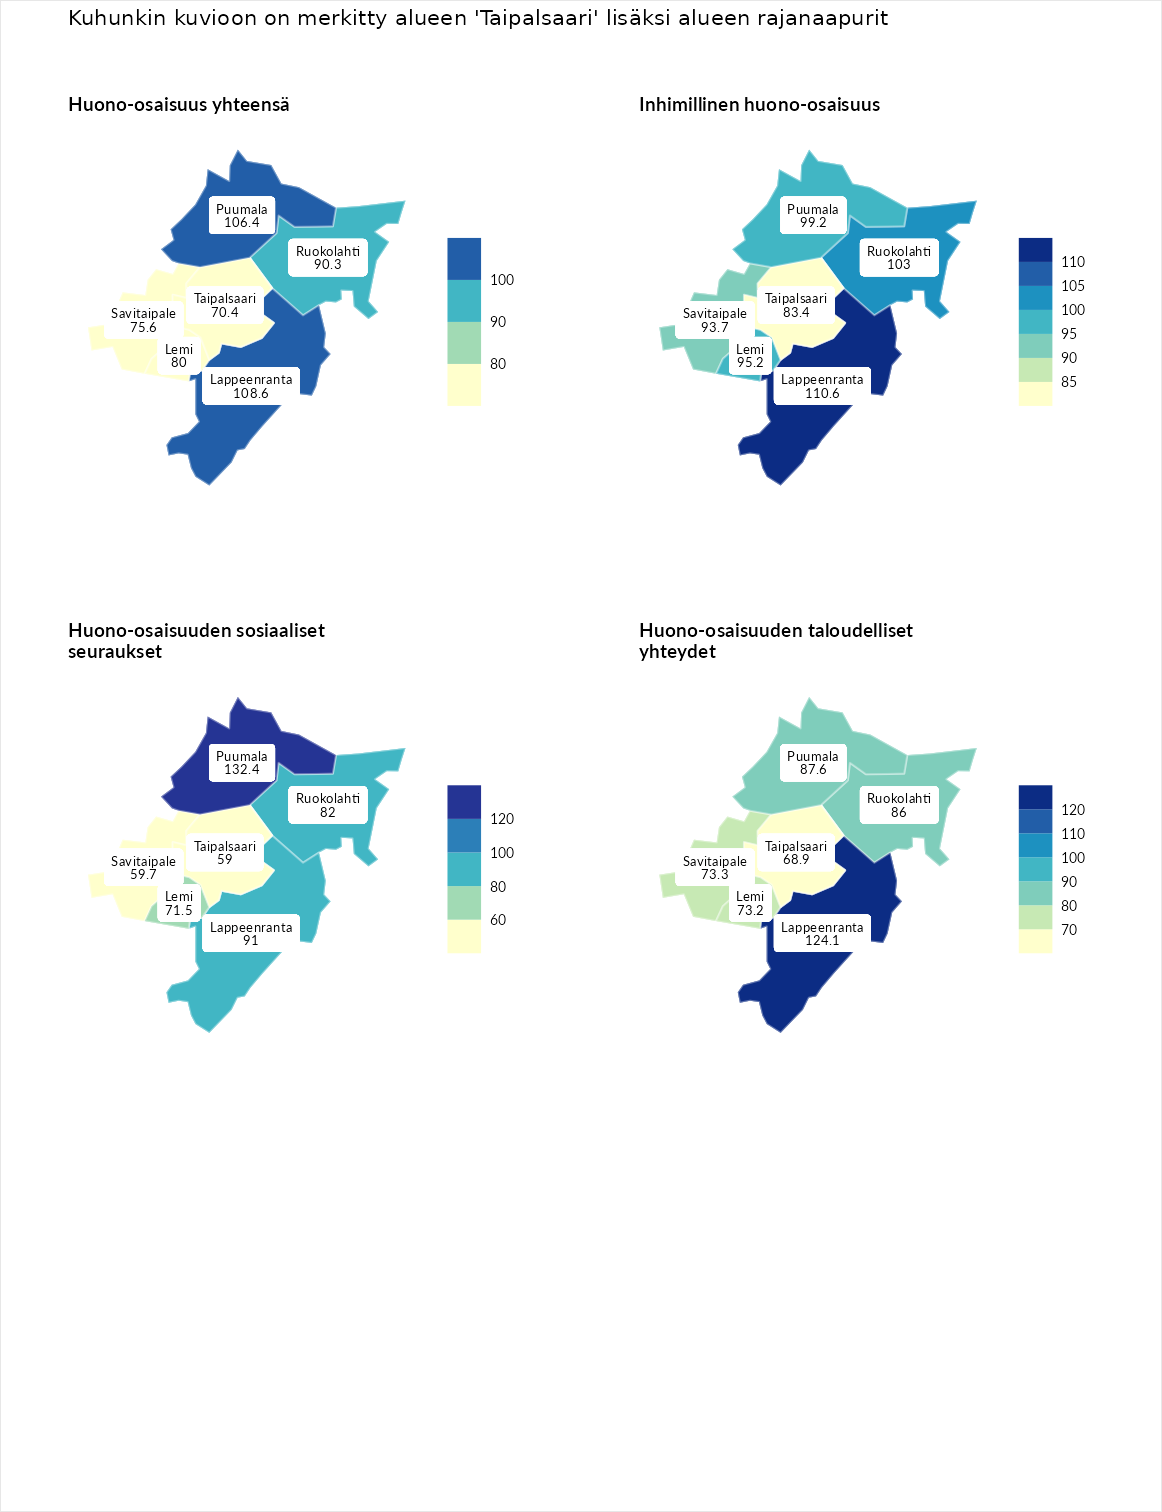 Kuhunkin kuvioon on merkitty alueen 'Taipalsaari' lisäksi alueen rajanaapurit
Huono-osaisuus yhteensä
Puumala
106.4
Ruokolahti
90.3
Taipalsaari
70.4
Savitaipale
75.6
Lemi
80
Lappeenranta
108.6
100
90
80
Inhimillinen huono-osaisuus
Puumala
99.2
Ruokolahti
103
Taipalsaari
83.4
Savitaipale
93.7
Lemi
95.2
Lappeenranta
110.6
110
105
100
95
90
85
Huono-osaisuuden sosiaaliset
seuraukset
Puumala
132.4
Ruokolahti
82
Taipalsaari
59
Savitaipale
59.7
Lemi
71.5
Lappeenranta
91
120
100
80
60
Huono-osaisuuden taloudelliset
yhteydet
Puumala
87.6
Ruokolahti
86
Taipalsaari
68.9
Savitaipale
73.3
Lemi
73.2
Lappeenranta
124.1
120
110
100
90
80
70